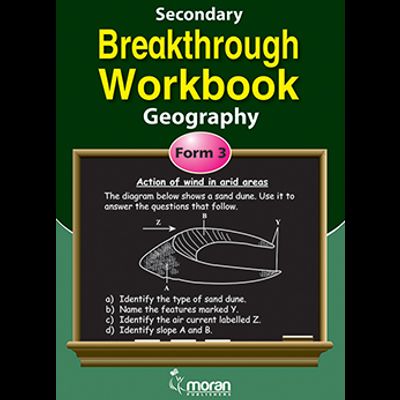 Secondary
Breakthrough
Workbook
Geography
Form 3
Action of wind in arid areas
The diagram below shows a sand dune. Use it to
answer the questions that follow.
Z
B
Y
A
a) Identify the type of sand dune.
b) Name the features marked Y.
c) Identify the air current labelled Z.
d) Identify slope A and B.
moran
PUBLISHERS